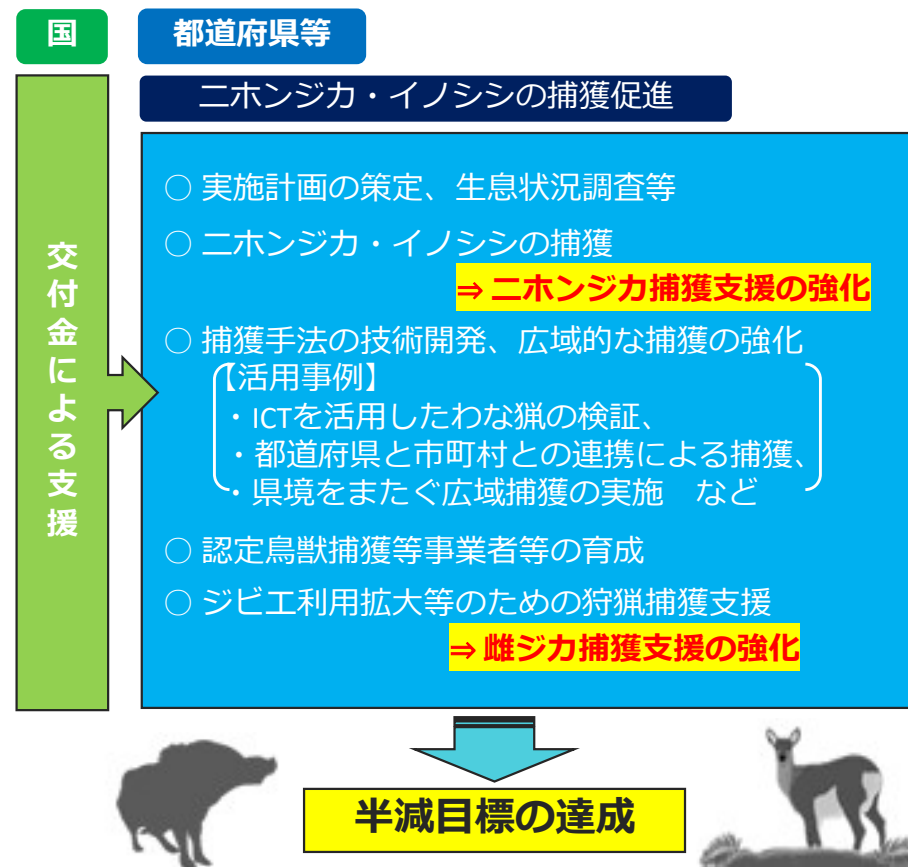 国
都道府県等
ニホンジカ・イノシシの捕獲促進
交付金による支援
○ 実施計画の策定、生息状況調査等
○ ニホンジカ・イノシシの捕獲
⇒ ニホンジカ捕獲支援の強化
○ 捕獲手法の技術開発、広域的な捕獲の強化
【活用事例】
・ICTを活用したわな猟の検証、
・都道府県と市町村との連携による捕獲、
・県境をまたぐ広域捕獲の実施　など
○ 認定鳥獣捕獲等事業者等の育成
○ ジビエ利用拡大等のための狩猟捕獲支援
⇒ 雌ジカ捕獲支援の強化
半減目標の達成